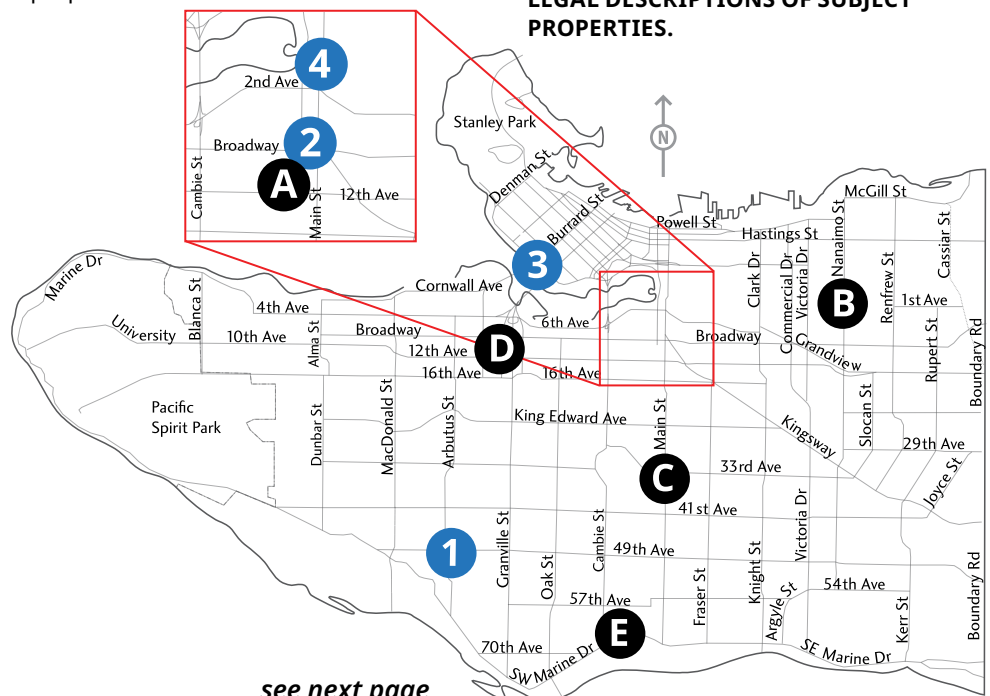 LEGAL DESCRIPTIONS OF SUBJECT
PROPERTIES.
4
2nd Ave
2
Broadway
A
12th Ave
Cambie St
Main St
Stanley Park
N
Denman St
Burrard St
3
Powell St
Hastings St
McGill St
Nanaimo St
Cassiar St
Clark Dr
Commercial Dr
Victoria Dr
Renfrew St
B
1st Ave
Marine Dr
Blanca St
Cornwall Ave
4th Ave
6th Ave
University
10th Ave
Alma St
Broadway
Broadway
12th Ave
D
Grandview
Rupert St
Boundary Rd
16th Ave
16th Ave
Pacific
Spirit Park
Dunbar St
MacDonald St
Arbutus St
King Edward Ave
Main St
Kingsway
Slocan St
29th Ave
C
33rd Ave
Joyce St
41st Ave
1
Granville St
Oak St
Cambie St
49th Ave
Knight St
Victoria Dr
Fraser St
57th Ave
Argyle St
54th Ave
Kerr St
Boundary Rd
E
70th Ave
SW Marine Dr
SE Marine Dr
see next page